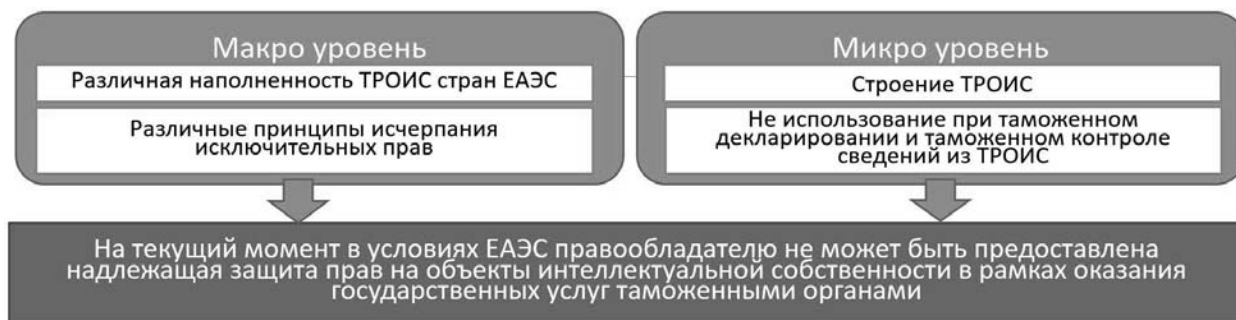 Макро уровень
Различная наполненность ТРОИС стран ЕАЭС
Различные принципы исчерпания
исключительных прав
Микро уровень
Строение ТРОИС
Не использование при таможенном
декларировании и таможенном контроле
сведений из ТРОИС
На текущий момент в условиях ЕАЭС правообладателю не может быть предоставлена
надлежащая защита прав на объекты интеллектуальной собственности в рамках оказания
государственных услуг таможенными органами